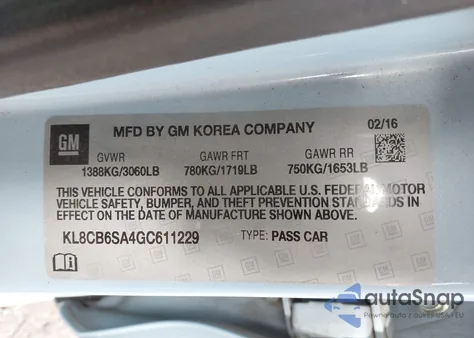 GM
MFD BY GM KOREA COMPANY
02/16
GVWR GAWR FRT GAWR RR
1388KG/3060LB 780KG/1719LB 750KG/1653LB
THIS VEHICLE CONFORMS TO ALL APPLICABLE U.S. FEDERAL MOTOR
VEHICLE SAFETY, BUMPER, AND THEFT PREVENTION STANDARDS
IN EFFECT ON THE DATE OF MANUFACTURE SHOWN ABOVE.
KL8CB6SA4GC611229 TYPE: PASS CAR
autoSnap